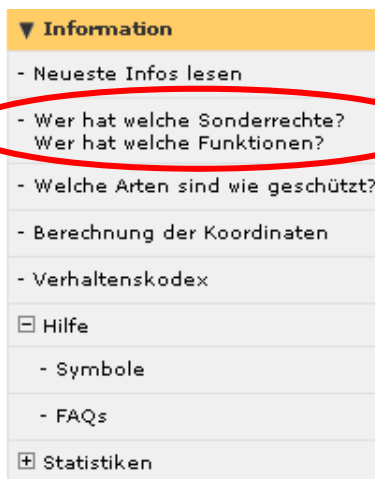 ▼ Information
- Neueste Infos lesen
- Wer hat welche Sonderrechte?
Wer hat welche Funktionen?
- Welche Arten sind wie geschützt?
- Berechnung der Koordinaten
- Verhaltenskodex
⊟ Hilfe
- Symbole
- FAQs
⊞ Statistiken